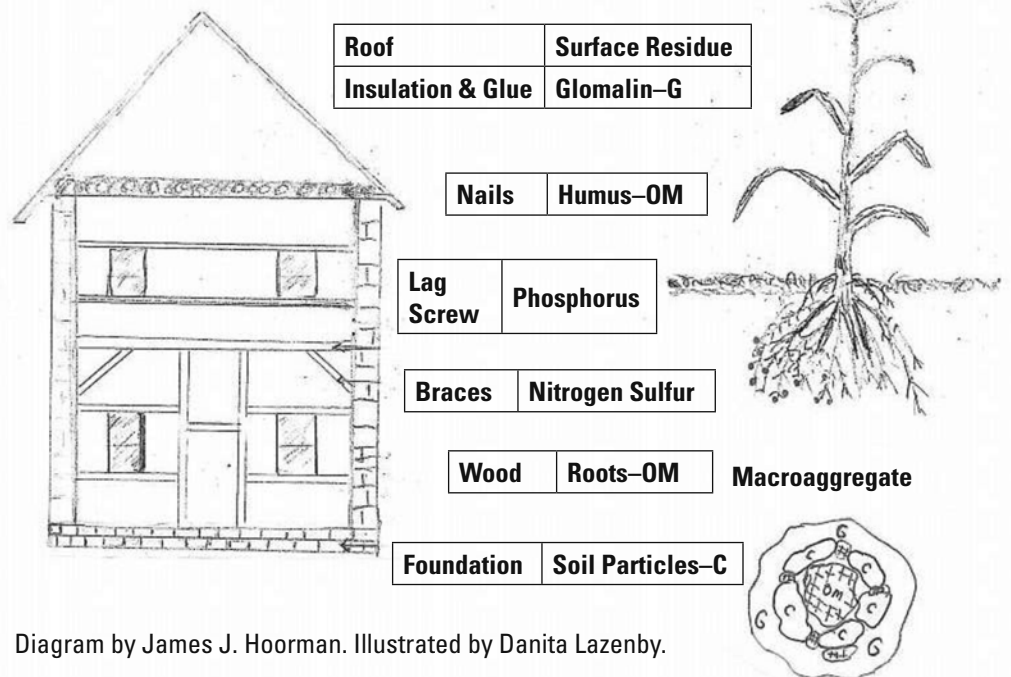 Roof Surface Residue
Insulation & Glue Glomalin–G
Nails Humus–OM
Lag
Screw Phosphorus
Braces Nitrogen Sulfur
Wood Roots–OM
Macroaggregate
Foundation Soil Particles–C
G
C
C
C
OM
C
C
G
C
G
Diagram by James J. Hoorman. Illustrated by Danita Lazenby.